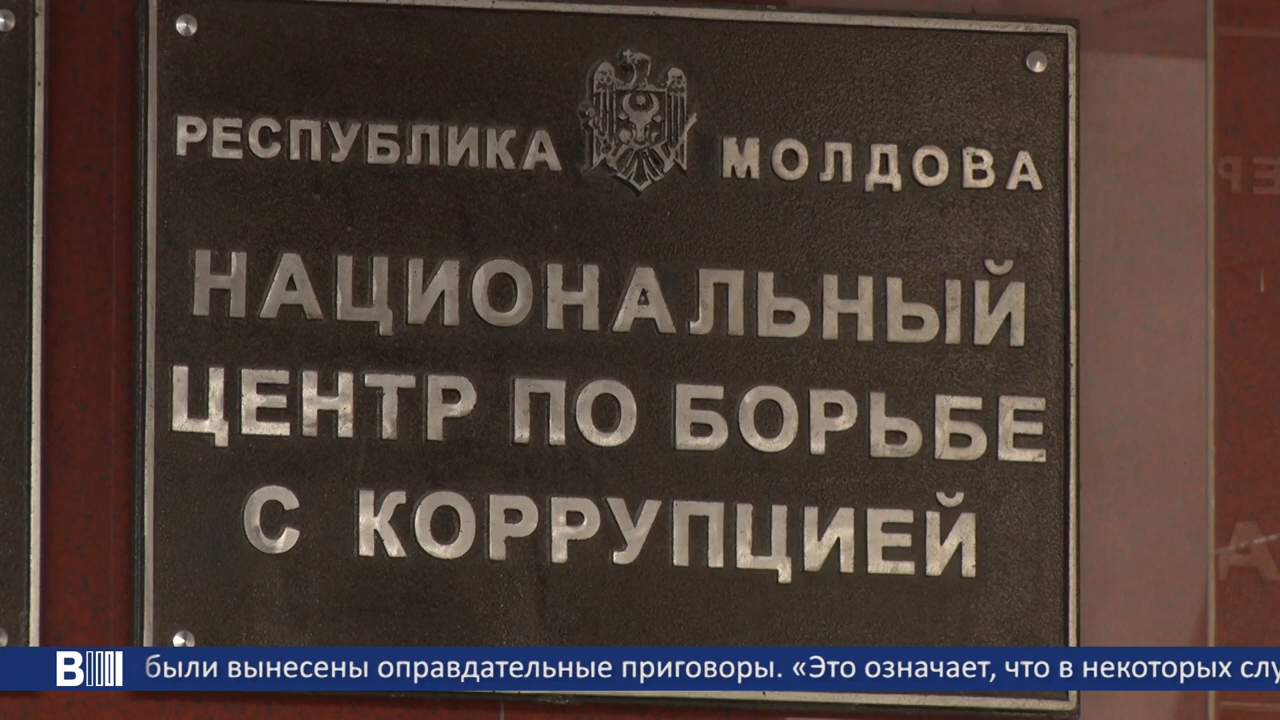 РЕСПУБЛИКА МОЛДОВА
НАЦИОНАЛЬНЫЙ
ЦЕНТР ПО БОРЬБЕ
С КОРРУПЦИЕЙ
были вынесены оправдательные приговоры. «Это означает, что в некоторых слу